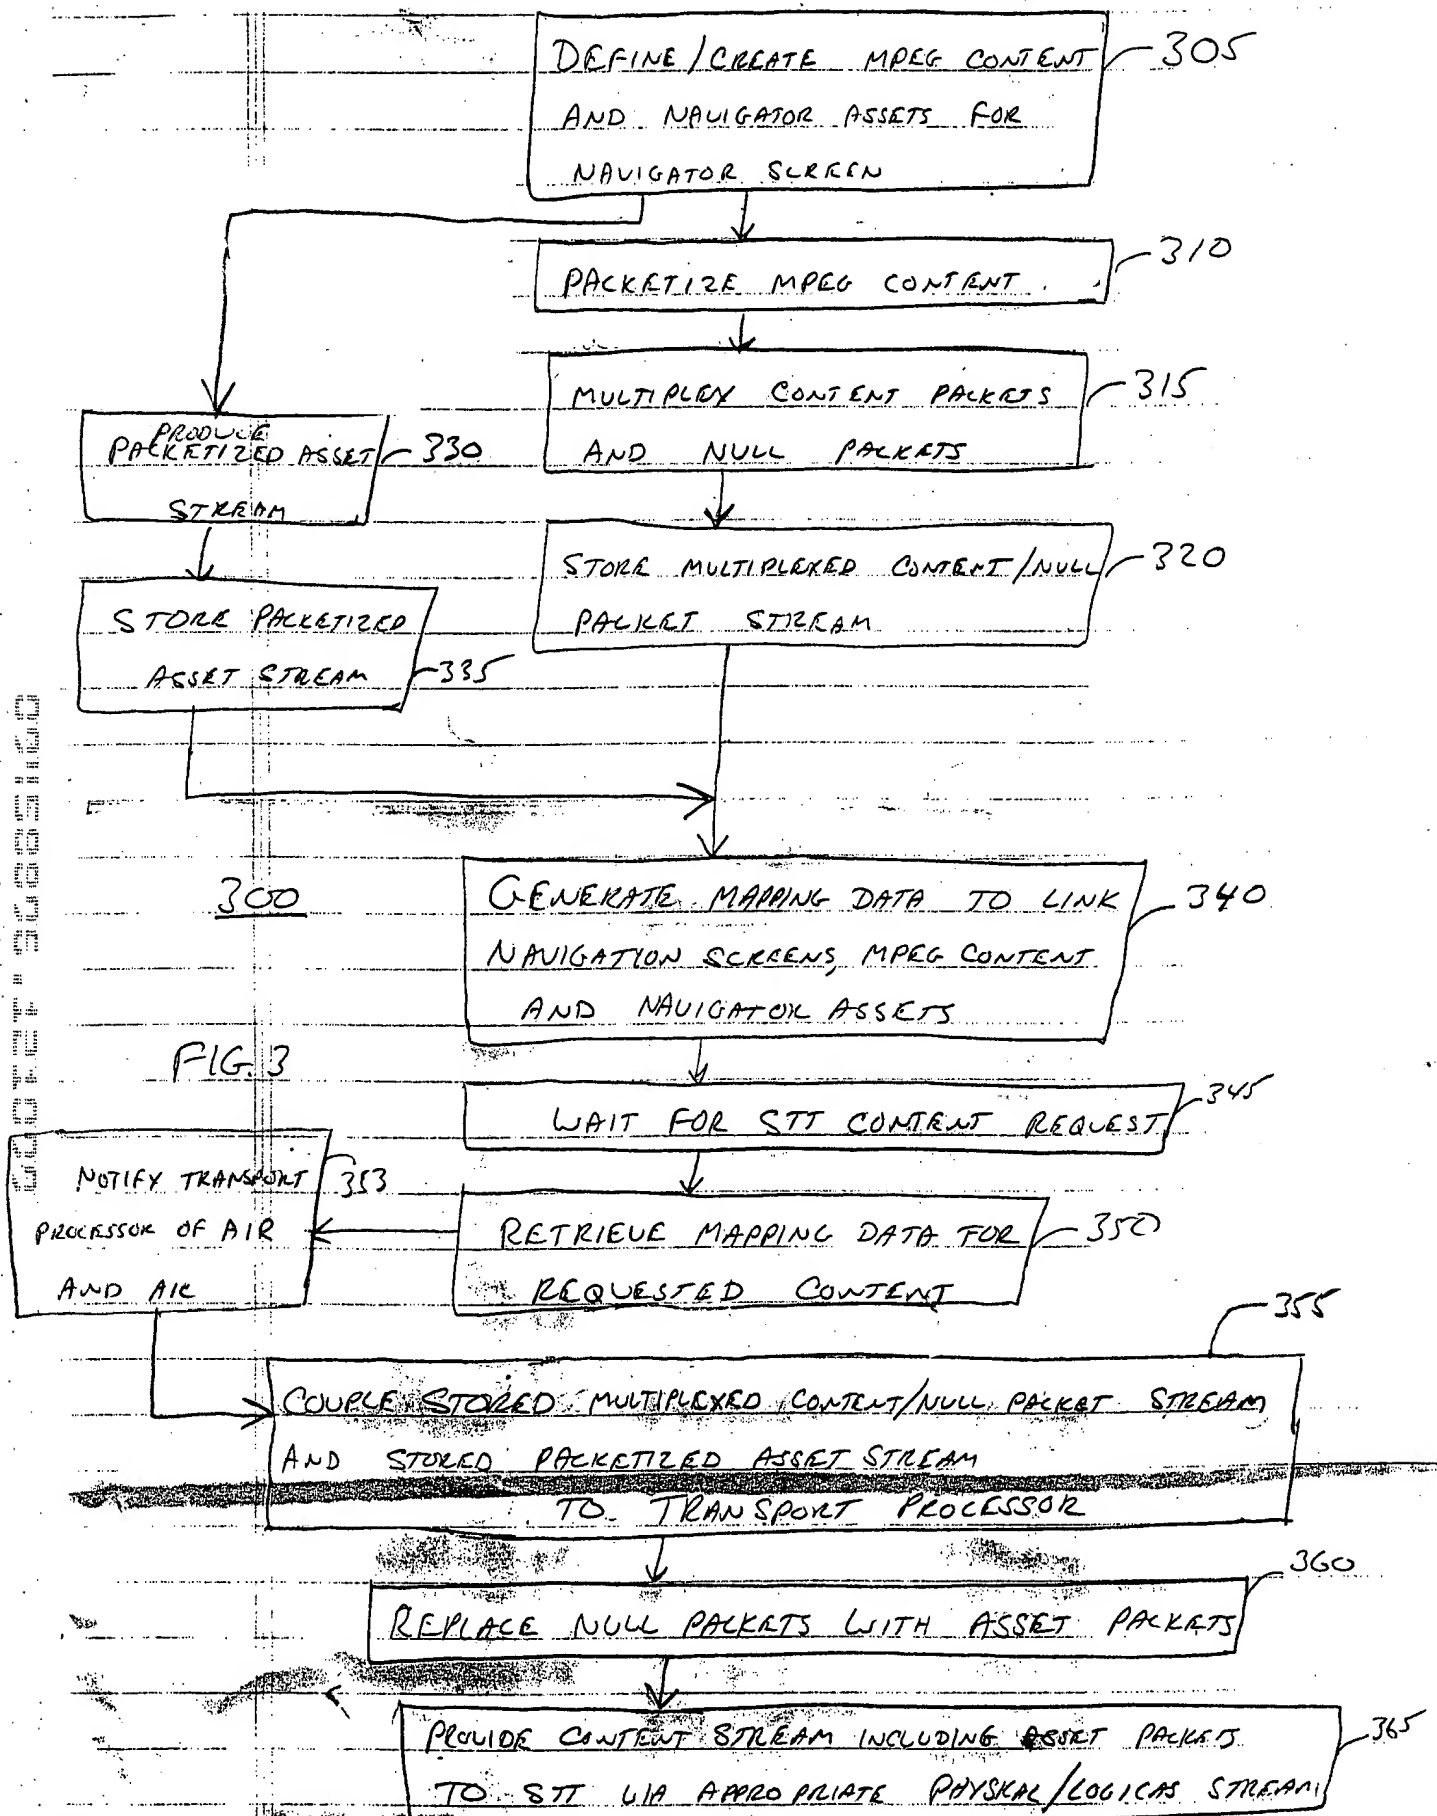 DEFINE/CREATE MPEG CONTENT
AND NAVIGATOR ASSETS FOR
NAVIGATOR SCREEN
305
PACKETIZE MPEG CONTENT
310
MULTIPLEX CONTENT PACKETS
AND NULL PACKETS
315
PRODUCE
PACKETIZED ASSET
STREAM
330
STORE MULTIPLEXED CONTENT/NULL
PACKET STREAM
320
STORE PACKETIZED
ASSET STREAM
335
300
GENERATE MAPPING DATA TO LINK
NAVIGATION SCREENS, MPEG CONTENT
AND NAVIGATOR ASSETS
340
FIG. 3
WAIT FOR STT CONTENT REQUEST
345
NOTIFY TRANSPORT
PROCESSOR OF AIR
AND AIR
353
RETRIEVE MAPPING DATA FOR
REQUESTED CONTENT
350
355
COUPLE STORED MULTIPLEXED CONTENT/NULL PACKET STREAM
AND STORED PACKETIZED ASSET STREAM
TO TRANSPORT PROCESSOR
360
REPLACE NULL PACKETS WITH ASSET PACKETS
PROVIDE CONTENT STREAM INCLUDING ASSET PACKETS
TO STT VIA APPROPRIATE PHYSICAL/LOGICAL STREAM
365